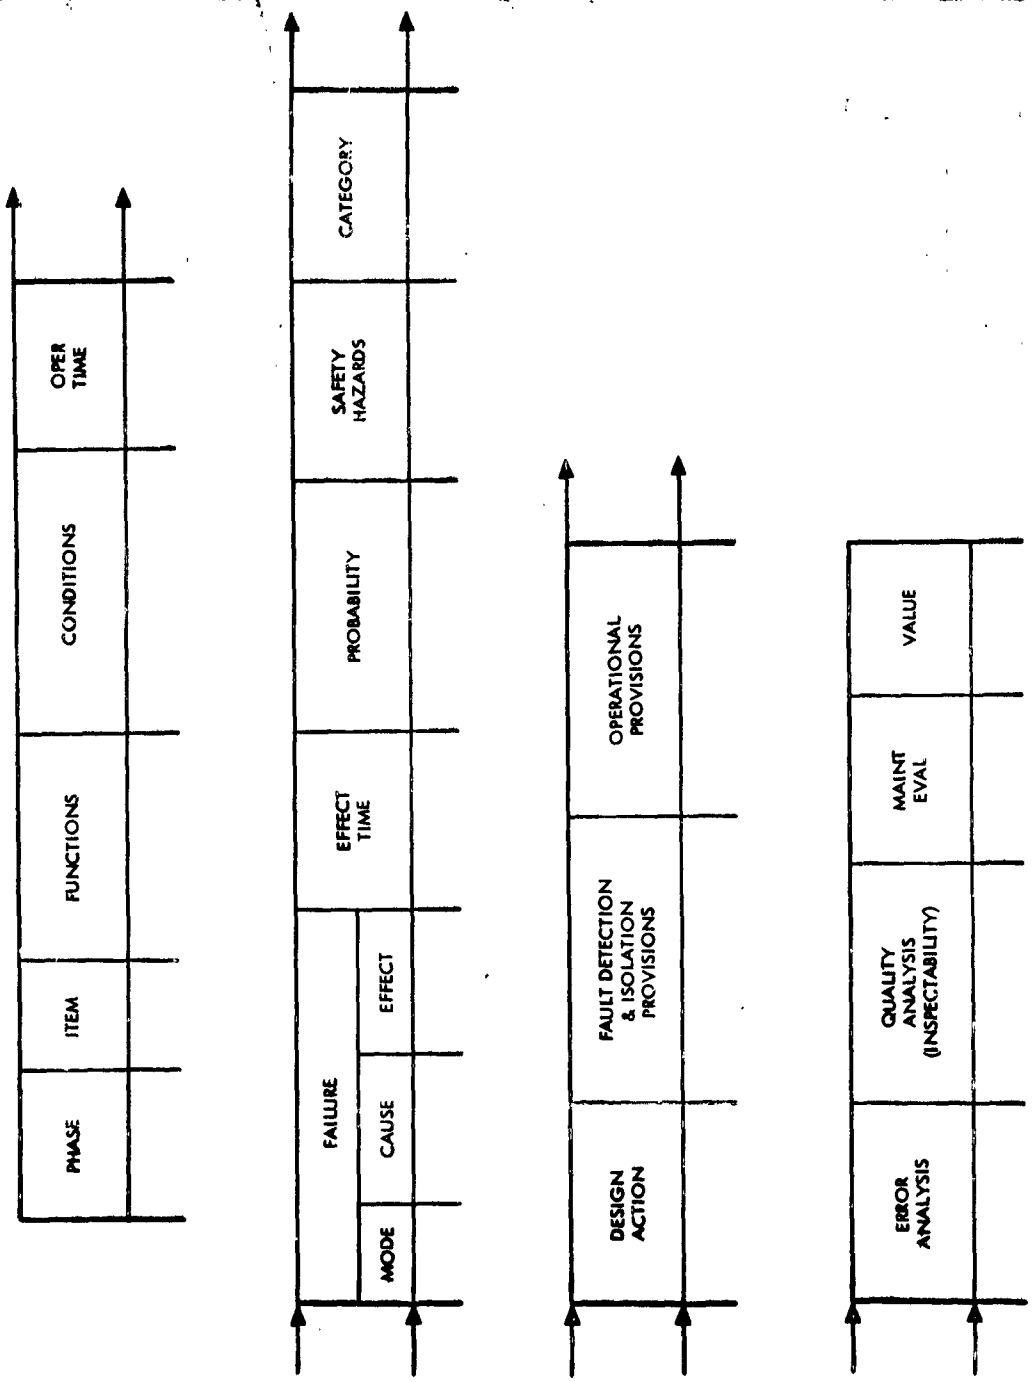 PHASE
ITEM
FUNCTIONS
CONDITIONS
OPER
TIME
FAILURE
MODE
CAUSE
EFFECT
EFFECT
TIME
PROBABILITY
SAFETY
HAZARDS
CATEGORY
DESIGN
ACTION
FAULT DETECTION
& ISOLATION
PROVISIONS
OPERATIONAL
PROVISIONS
ERROR
ANALYSIS
QUALITY
ANALYSIS
(INSPECTABILITY)
MAINT
EVAL
VALUE